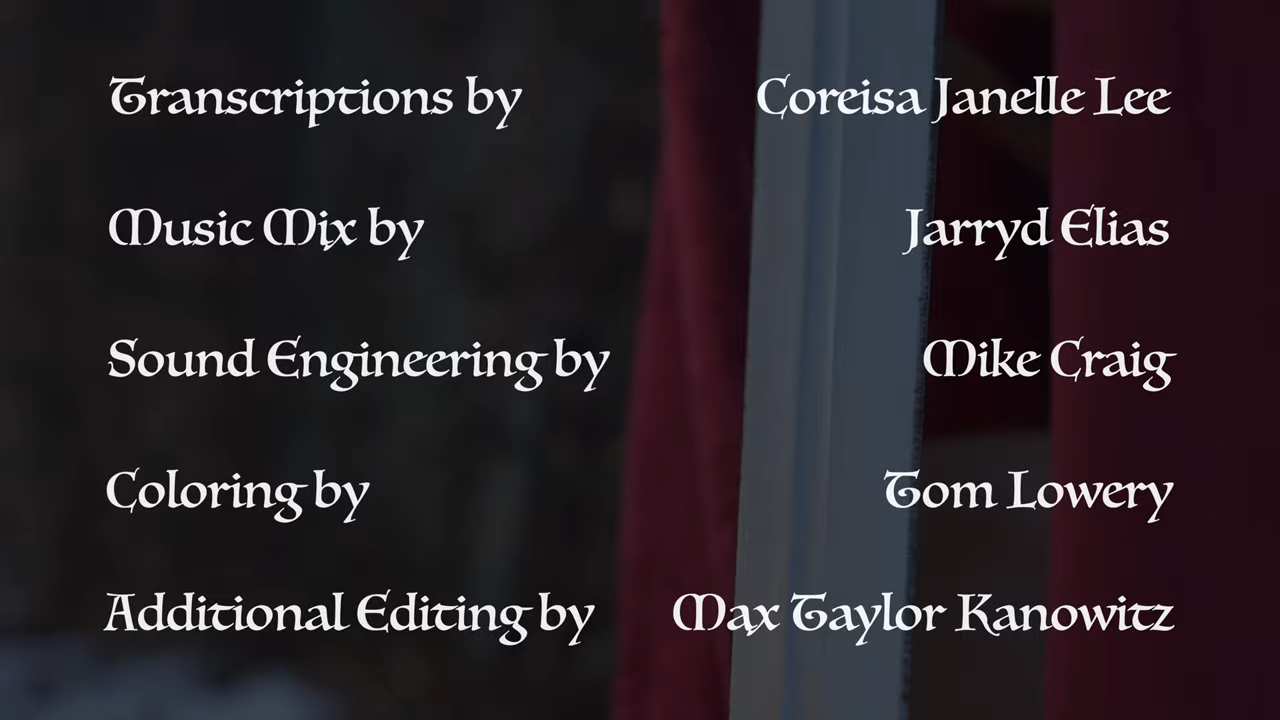 Transcriptions by Coreisa Janelle Lee
Music Mix by Jarryd Elias
Sound Engineering by Mike Craig
Coloring by Tom Lowery
Additional Editing by Max Taylor Kanowitz